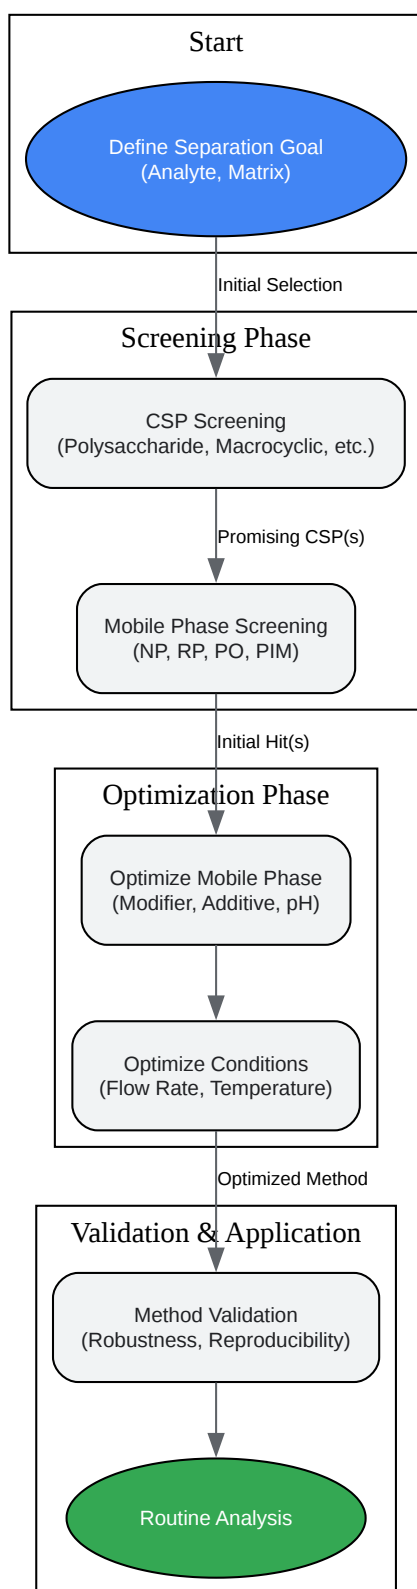 Start
Define Separation Goal
(Analyte, Matrix)
Initial Selection
Screening Phase
CSP Screening
(Polysaccharide, Macrocyclic, etc.)
Promising CSP(s)
Mobile Phase Screening
(NP, RP, PO, PIM)
Initial Hit(s)
Optimization Phase
Optimize Mobile Phase
(Modifier, Additive, pH)
Optimize Conditions
(Flow Rate, Temperature)
Optimized Method
Validation & Application
Method Validation
(Robustness, Reproducibility)
Routine Analysis